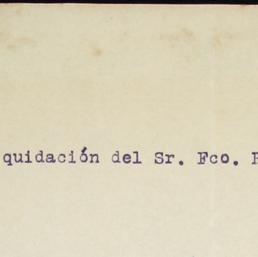 quidación del Sr. Fco.